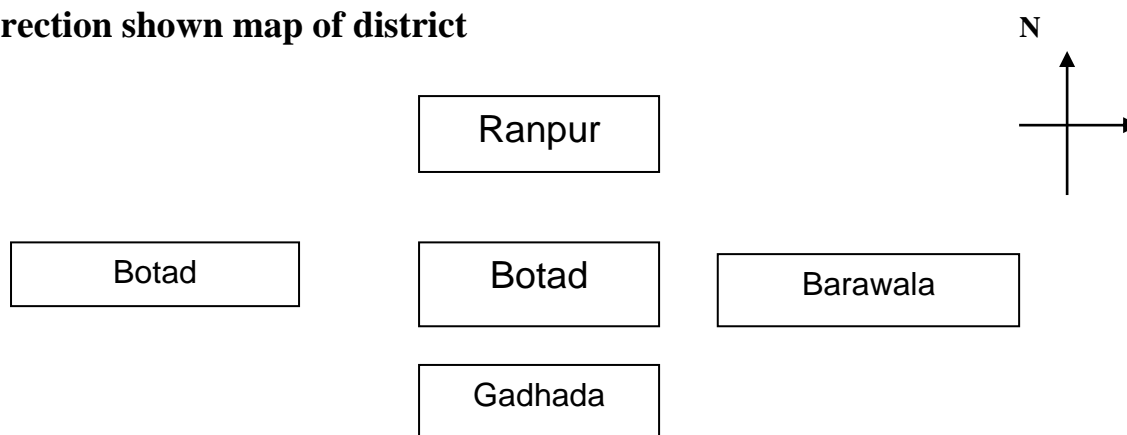 rection shown map of district
N
Ranpur
Botad
Botad
Barawala
Gadhada